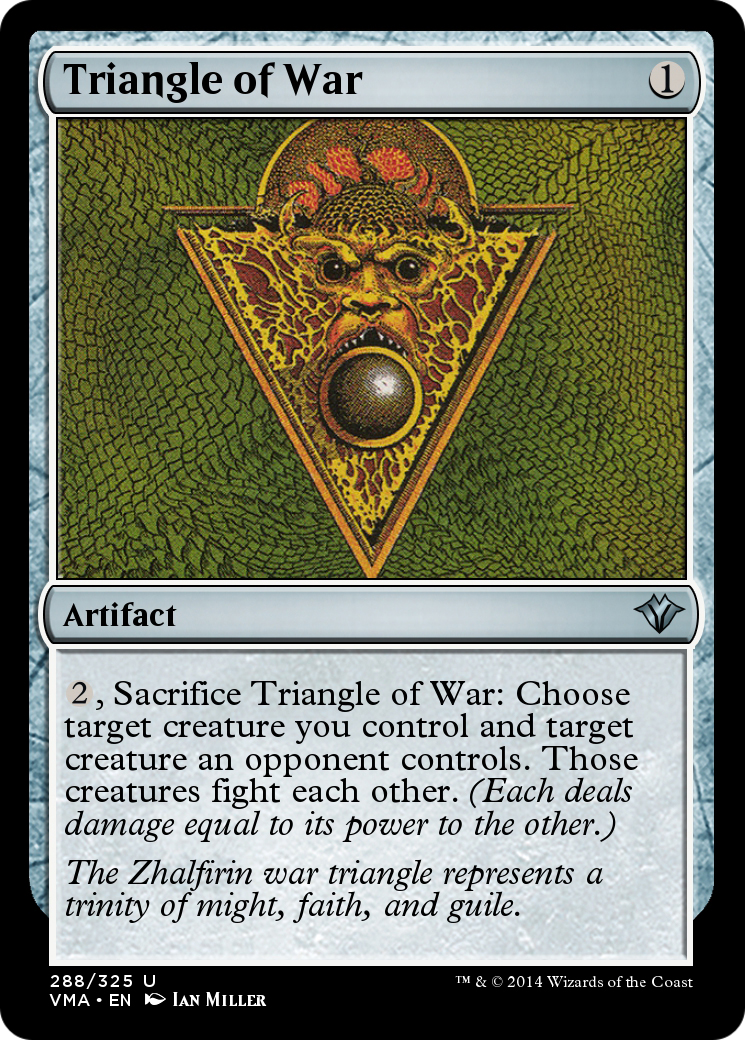 Triangle of War 1
Artifact
2, Sacrifice Triangle of War: Choose
target creature you control and target
creature an opponent controls. Those
creatures fight each other. (Each deals
damage equal to its power to the other.)
The Zhalfirin war triangle represents a
trinity of might, faith, and guile.
288/325 U
VMA • EN Ian Miller
™ & © 2014 Wizards of the Coast